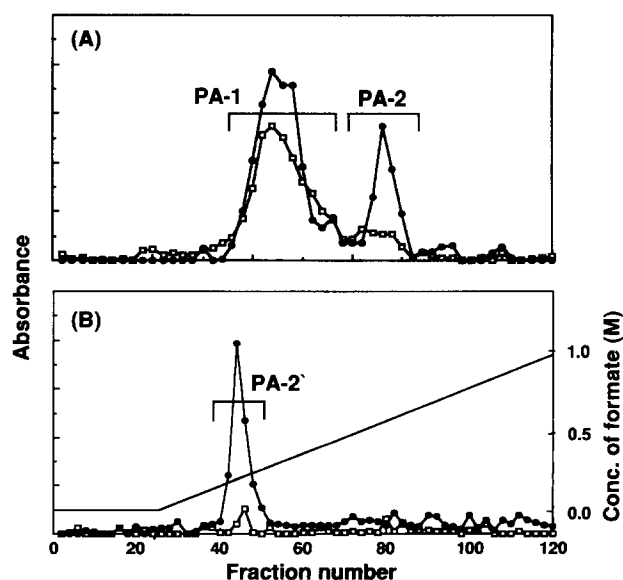 (A)
PA-1
PA-2
Absorbance
(B)
PA-2`
1.0
0.5
0.0
Conc. of formate (M)
0 20 40 60 80 100 120
Fraction number